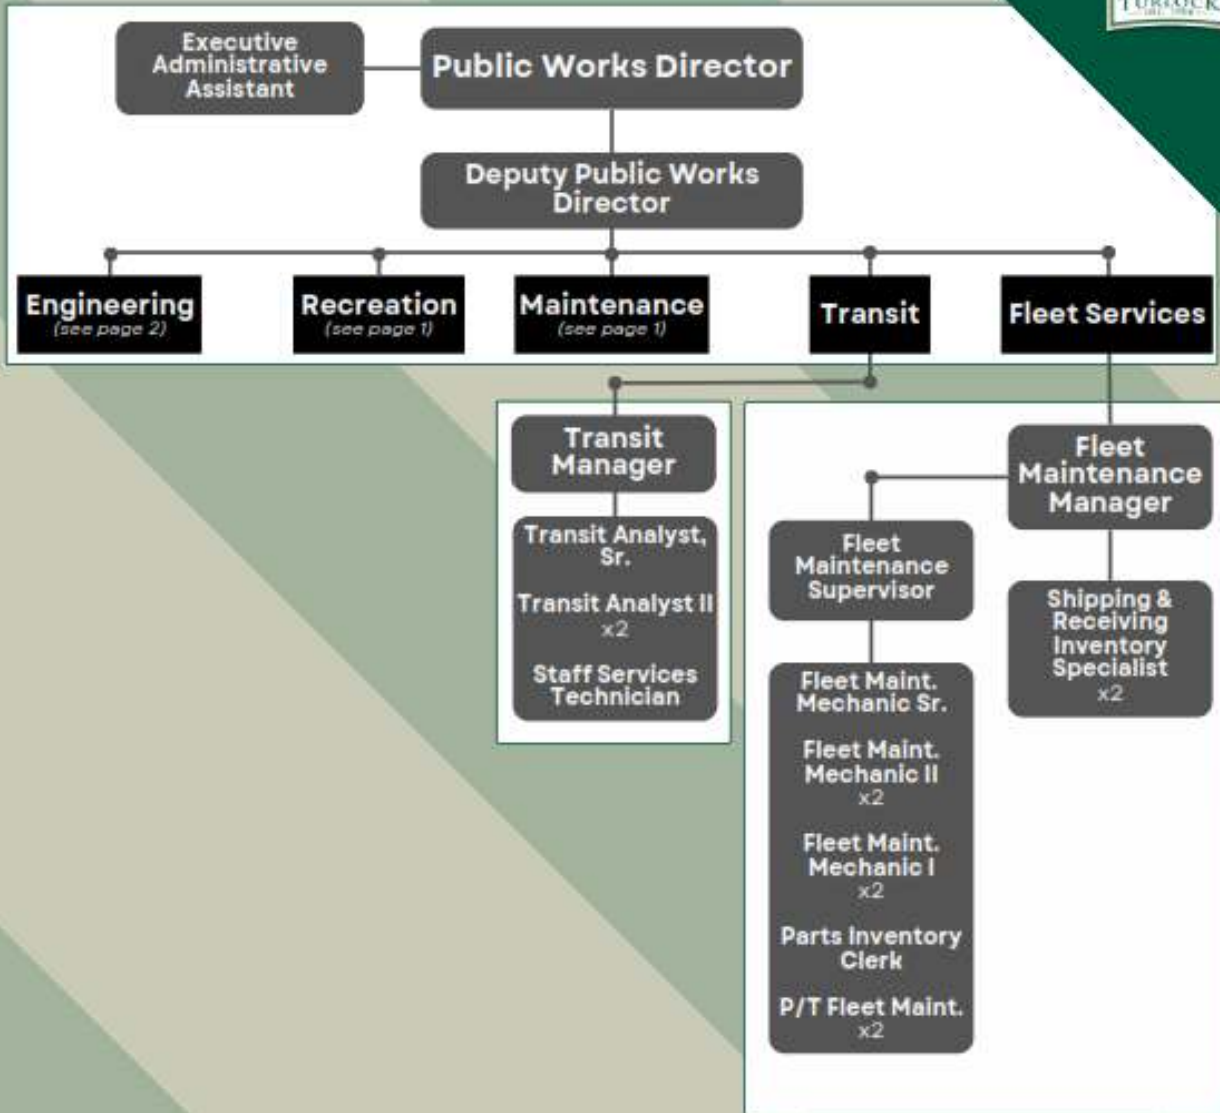 TURLOCK
Executive
Administrative
Assistant
Public Works Director
Deputy Public Works
Director
Engineering
(see page 2)
Recreation
(see page 1)
Maintenance
(see page 1)
Transit
Fleet Services
Transit
Manager
Transit Analyst,
Sr.
Transit Analyst II
x2
Staff Services
Technician
Fleet
Maintenance
Manager
Fleet
Maintenance
Supervisor
Shipping &
Receiving
Inventory
Specialist
x2
Fleet Maint.
Mechanic Sr.
Fleet Maint.
Mechanic II
x2
Fleet Maint.
Mechanic I
x2
Parts Inventory
Clerk
P/T Fleet Maint.
x2